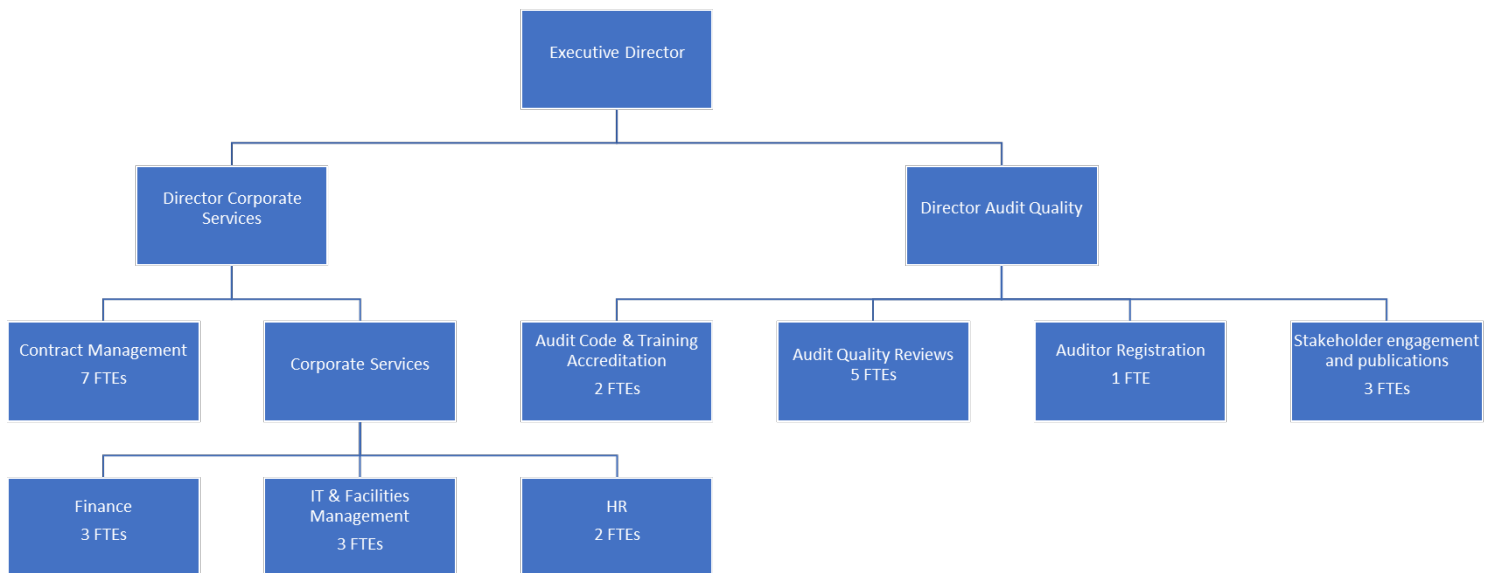 Executive Director
Director Corporate
Services
Director Audit Quality
Contract Management
7 FTEs
Corporate Services
Audit Code & Training
Accreditation
2 FTEs
Audit Quality Reviews
5 FTEs
Auditor Registration
1 FTE
Stakeholder engagement
and publications
3 FTEs
Finance
3 FTEs
IT & Facilities
Management
3 FTEs
HR
2 FTEs